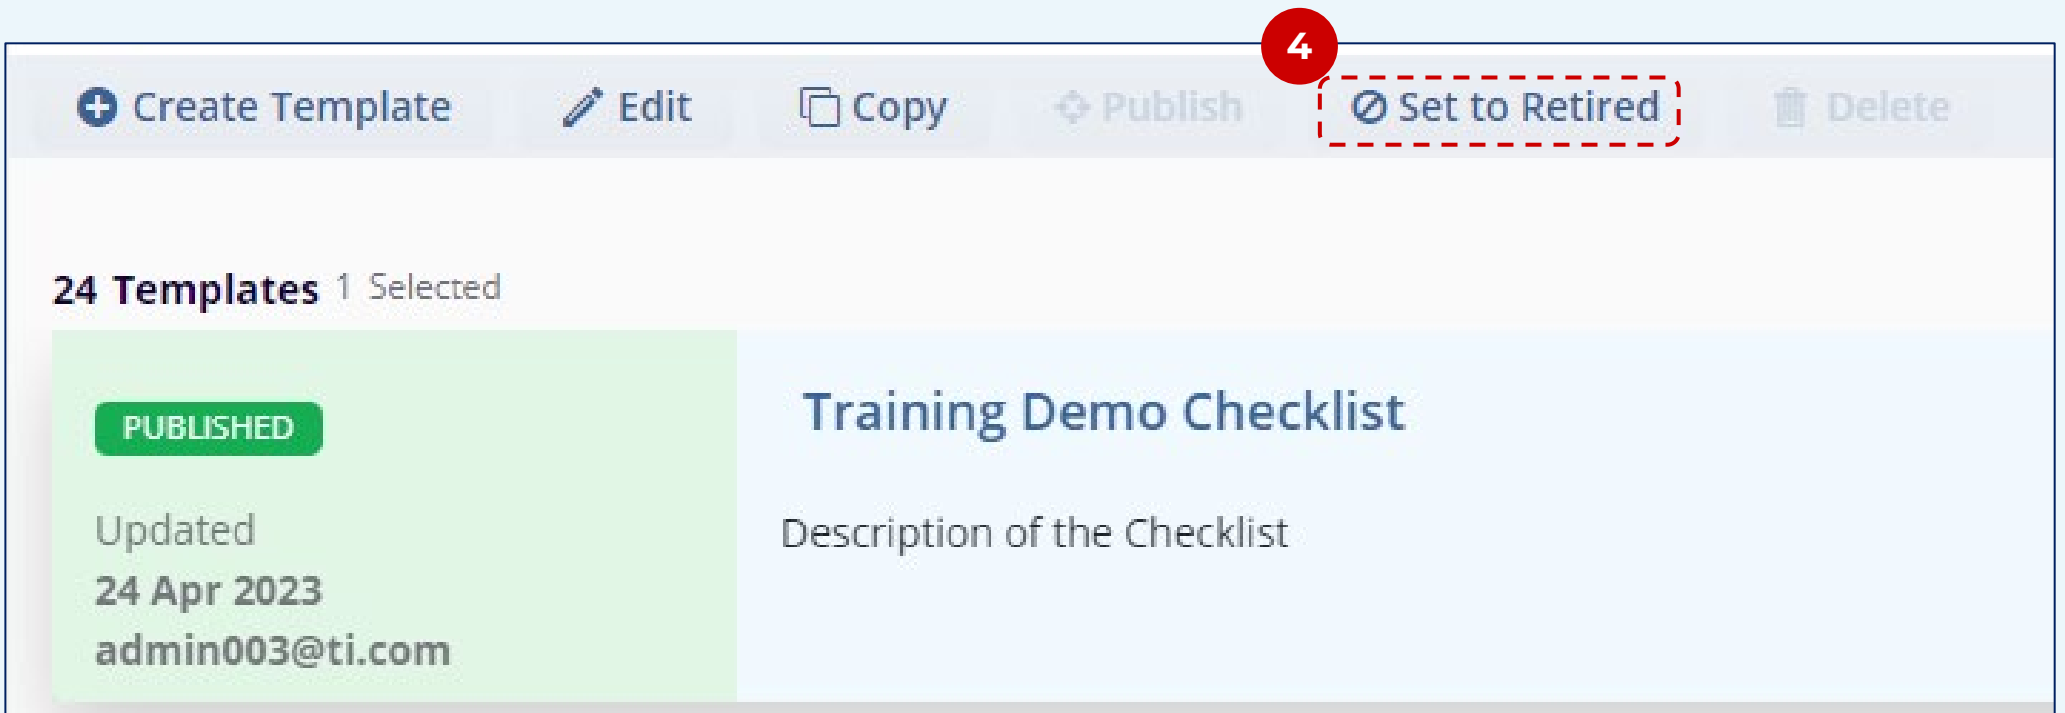 4
Create Template Edit Copy Publish Set to Retired Delete
24 Templates 1 Selected
PUBLISHED
Training Demo Checklist
Updated
Description of the Checklist
24 Apr 2023
admin003@ti.com